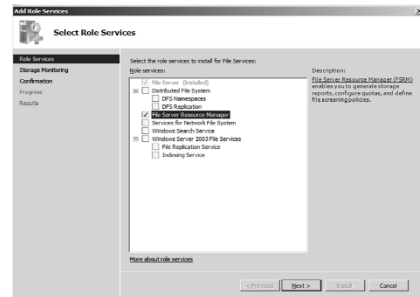 Add Role Services
Select Role Services
Role Services
Storage Monitoring
Confirmation
Progress
Results
Select the role services to install for File Services:
Role services:
File Server (Installed)
Distributed File System
DFS Namespaces
DFS Replication
File Server Resource Manager
Services for Network File System
Windows Search Service
Windows Server 2003 File Services
File Replication Service
Indexing Service
Description:
File Server Resource Manager (FSRM)
enables you to generate storage
reports, configure quotas, and define
file screening policies.
More about role services
< Previous
Next >
Install
Cancel